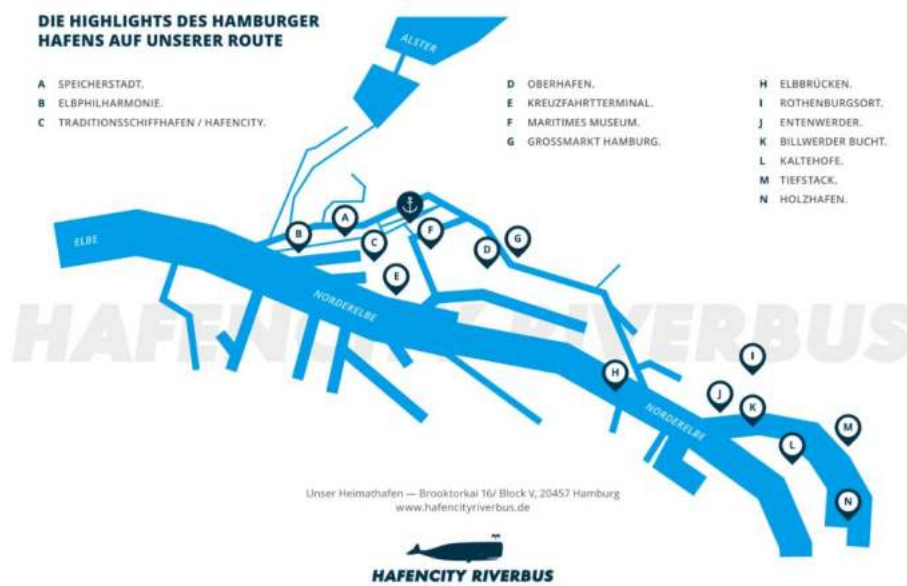 DIE HIGHLIGHTS DES HAMBURGER
HAFENS AUF UNSERER ROUTE
A SPEICHERSTADT.
B ELBPHILHARMONIE.
C TRADITIONSSCHIFFHAFEN / HAFENCITY.
D OBERHAFEN.
E KREUZFAHRTTERMINAL.
F MARITIMES MUSEUM.
G GROSSMARKT HAMBURG.
H ELBBRÜCKEN.
I ROTHENBURGSORT.
J ENTENWERDER.
K BILLWERDER BUCHT.
L KALTEHOFE.
M TIEFSTACK.
N HOLZHAFEN.
ALSTER
A
B
C
F
D
G
E
ELBE
NORDERELBE
HAFENCITY RIVERBUS
H
I
J
K
L
M
N
NORDERELBE
Unser Heimathafen — Brooktorkai 16/ Block V, 20457 Hamburg
www.hafencityriverbus.de
HAFENCITY RIVERBUS